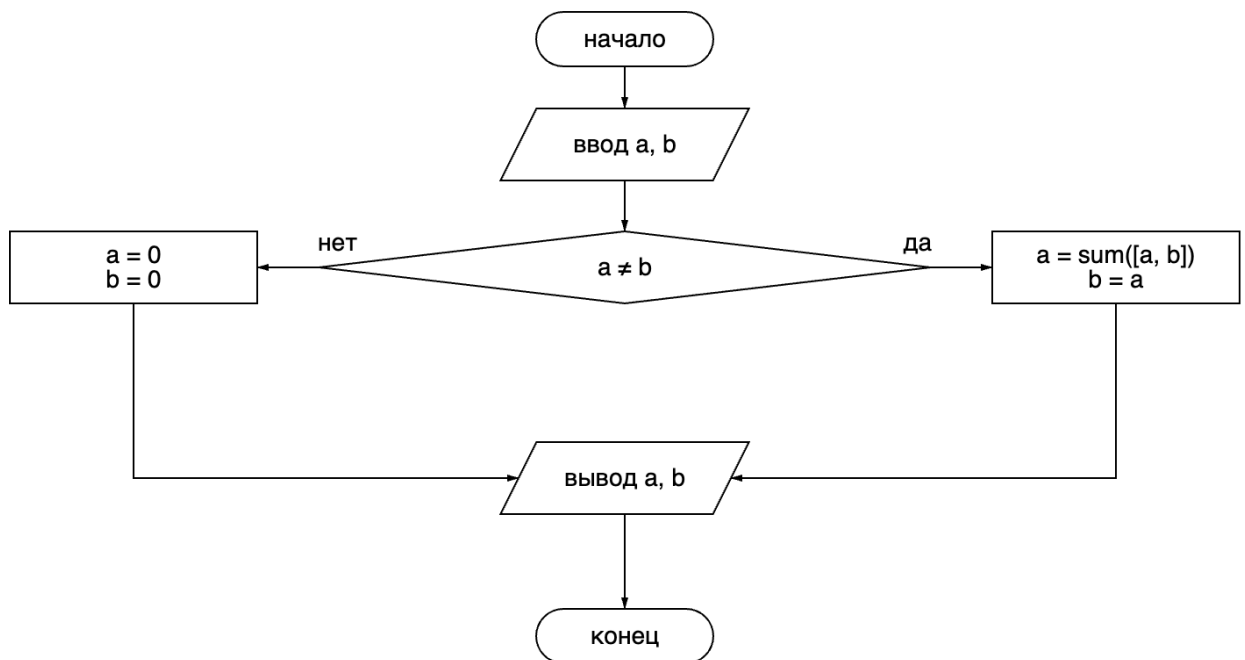 начало
ввод a, b
нет
да
a ≠ b
a = 0
b = 0
a = sum([a, b])
b = a
вывод a, b
конец